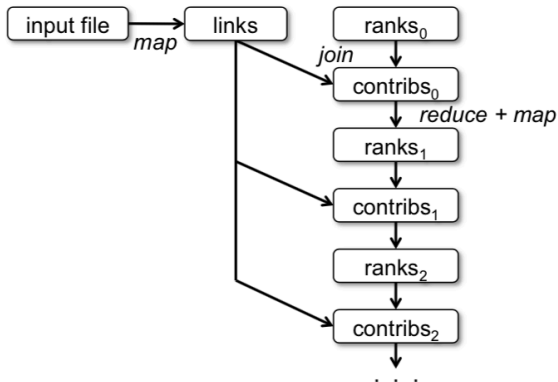 input file
map
links
ranks₀
join
contribs₀
reduce + map
ranks₁
contribs₁
ranks₂
contribs₂
. . .